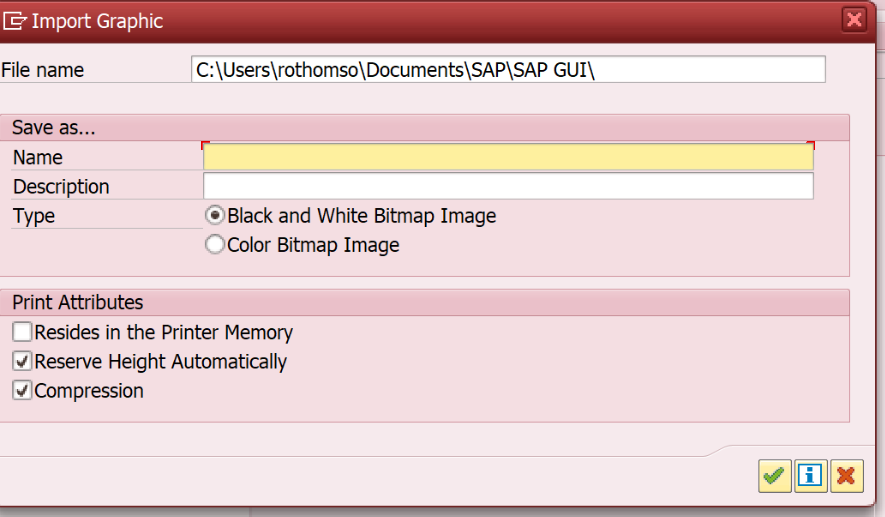 Import Graphic
File name C:\Users\rothomso\Documents\SAP\SAP GUI\
Save as...
Name
Description
Type Black and White Bitmap Image
Color Bitmap Image
Print Attributes
Resides in the Printer Memory
Reserve Height Automatically
Compression